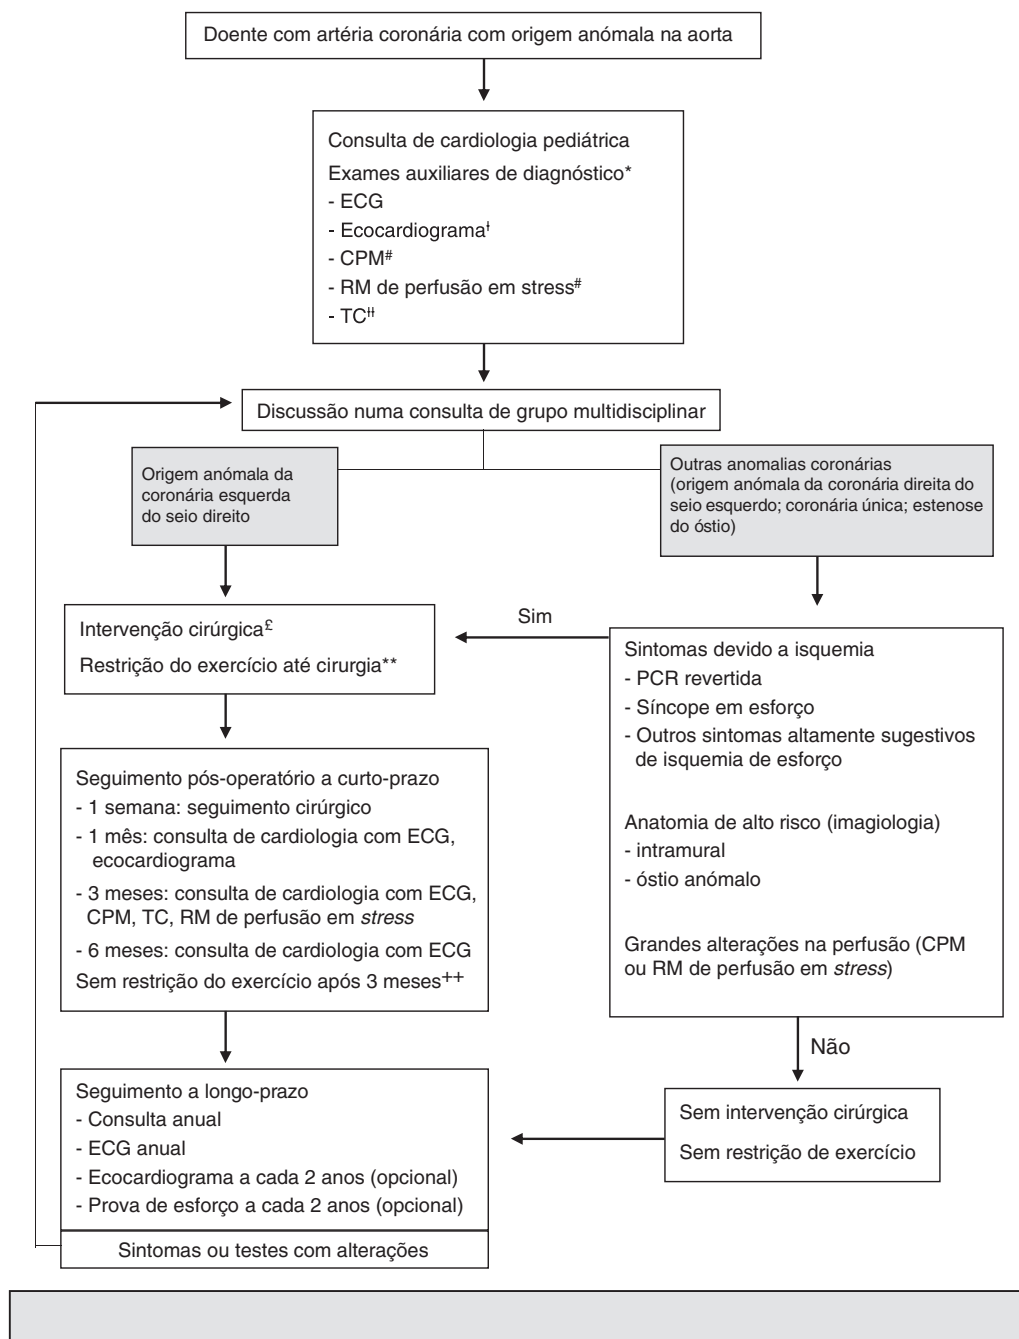 Doente com artéria coronária com origem anómala na aorta
Consulta de cardiologia pediátrica
Exames auxiliares de diagnóstico*
- ECG
- Ecocardiogramaƚ
- CPM#
- RM de perfusão em stress#
- TCƚƚ
Discussão numa consulta de grupo multidisciplinar
Origem anómala da
coronária esquerda
do seio direito
Outras anomalias coronárias
(origem anómala da coronária direita do
seio esquerdo; coronária única; estenose
do óstio)
Intervenção cirúrgica£
Restrição do exercício até cirurgia**
Sim
Sintomas devido a isquemia
- PCR revertida
- Síncope em esforço
- Outros sintomas altamente sugestivos
de isquemia de esforço
Anatomia de alto risco (imagiologia)
- intramural
- óstio anómalo
Grandes alterações na perfusão (CPM
ou RM de perfusão em stress)
Seguimento pós-operatório a curto-prazo
- 1 semana: seguimento cirúrgico
- 1 mês: consulta de cardiologia com ECG,
ecocardiograma
- 3 meses: consulta de cardiologia com ECG,
CPM, TC, RM de perfusão em stress
- 6 meses: consulta de cardiologia com ECG
Sem restrição do exercício após 3 meses++
Não
Sem intervenção cirúrgica
Sem restrição de exercício
Seguimento a longo-prazo
- Consulta anual
- ECG anual
- Ecocardiograma a cada 2 anos (opcional)
- Prova de esforço a cada 2 anos (opcional)
Sintomas ou testes com alterações